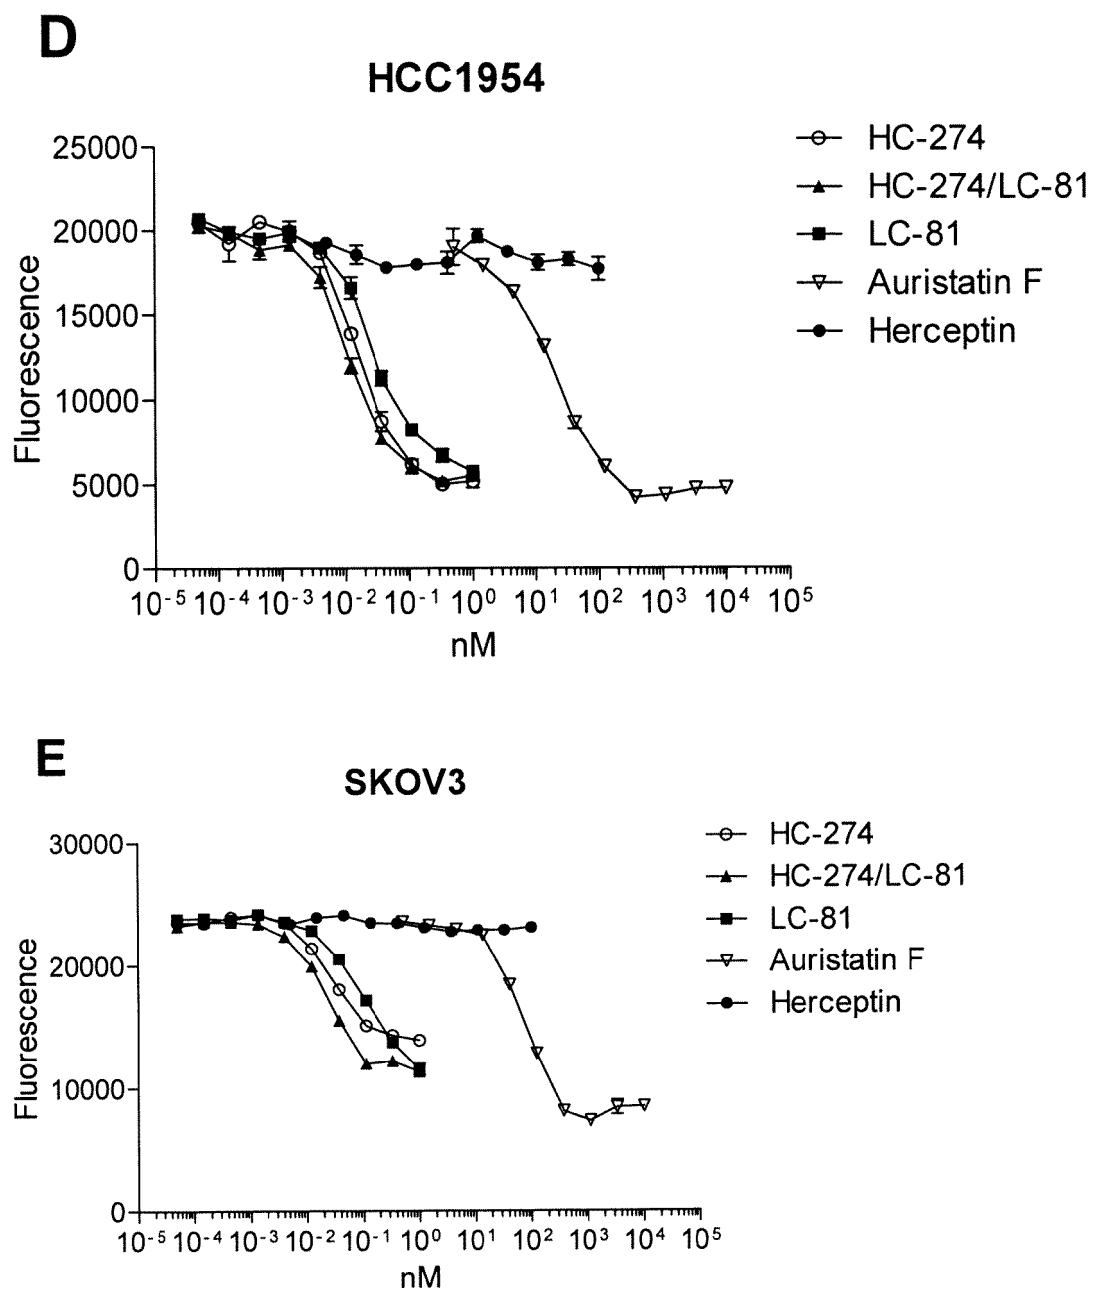 D
HCC1954
25000
20000
15000
10000
5000
0
Fluorescence
10⁻⁵ 10⁻⁴ 10⁻³ 10⁻² 10⁻¹ 10⁰ 10¹ 10² 10³ 10⁴ 10⁵
nM
HC-274
HC-274/LC-81
LC-81
Auristatin F
Herceptin
E
SKOV3
30000
20000
10000
0
Fluorescence
10⁻⁵ 10⁻⁴ 10⁻³ 10⁻² 10⁻¹ 10⁰ 10¹ 10² 10³ 10⁴ 10⁵
nM
HC-274
HC-274/LC-81
LC-81
Auristatin F
Herceptin